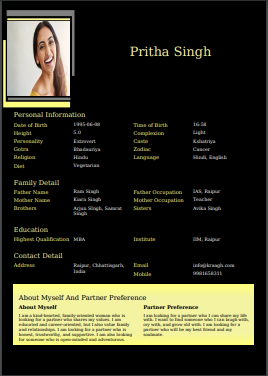 Pritha Singh
Personal Information
Date of Birth 1995-06-08 Time of Birth 16:58
Height 5.0 Complexion Light
Personality Extrovert Caste Kshatriya
Gotra Bhadauriya Zodiac Cancer
Religion Hindu Language Hindi, English
Diet Vegetarian
Family Detail
Father Name Ram Singh Father Occupation IAS, Raipur
Mother Name Kiara Singh Mother Occupation Teacher
Brothers Arjun Singh, Samrat Singh Sisters Avika Singh
Education
Highest Qualification MBA Institute IIM, Raipur
Contact Detail
Address Raipur, Chhattisgarh, India Email info@kraagh.com
Mobile 9981658311
About Myself And Partner Preference
About Myself
I am a kind-hearted, family-oriented woman who is
looking for a partner who shares my values. I am
educated and career-oriented, but I also value family
and relationships. I am looking for a partner who is
honest, trustworthy, and supportive. I am also looking
for someone who is open-minded and adventurous.
Partner Preference
I am looking for a partner who I can share my life
with. I want to find someone who I can laugh with,
cry with, and grow old with. I am looking for a
partner who will be my best friend and my
soulmate.